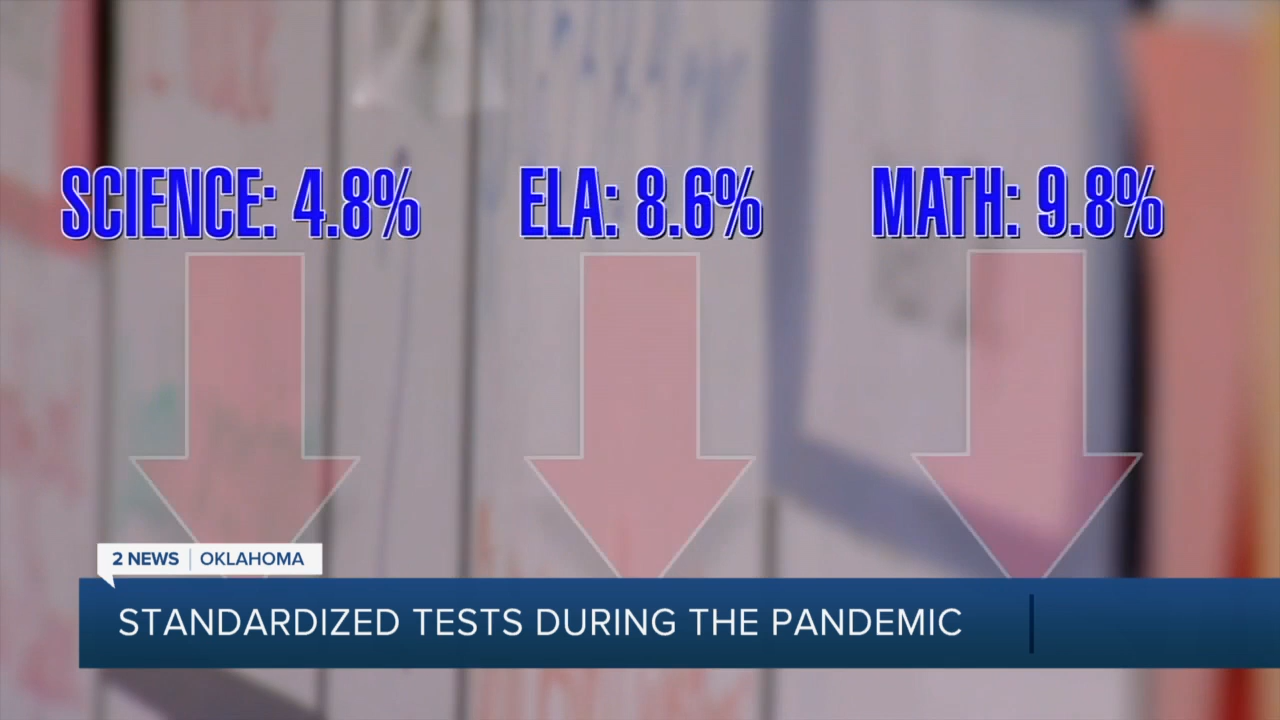 SCIENCE: 4.8% ELA: 8.6% MATH: 9.8%
2 NEWS | OKLAHOMA
STANDARDIZED TESTS DURING THE PANDEMIC